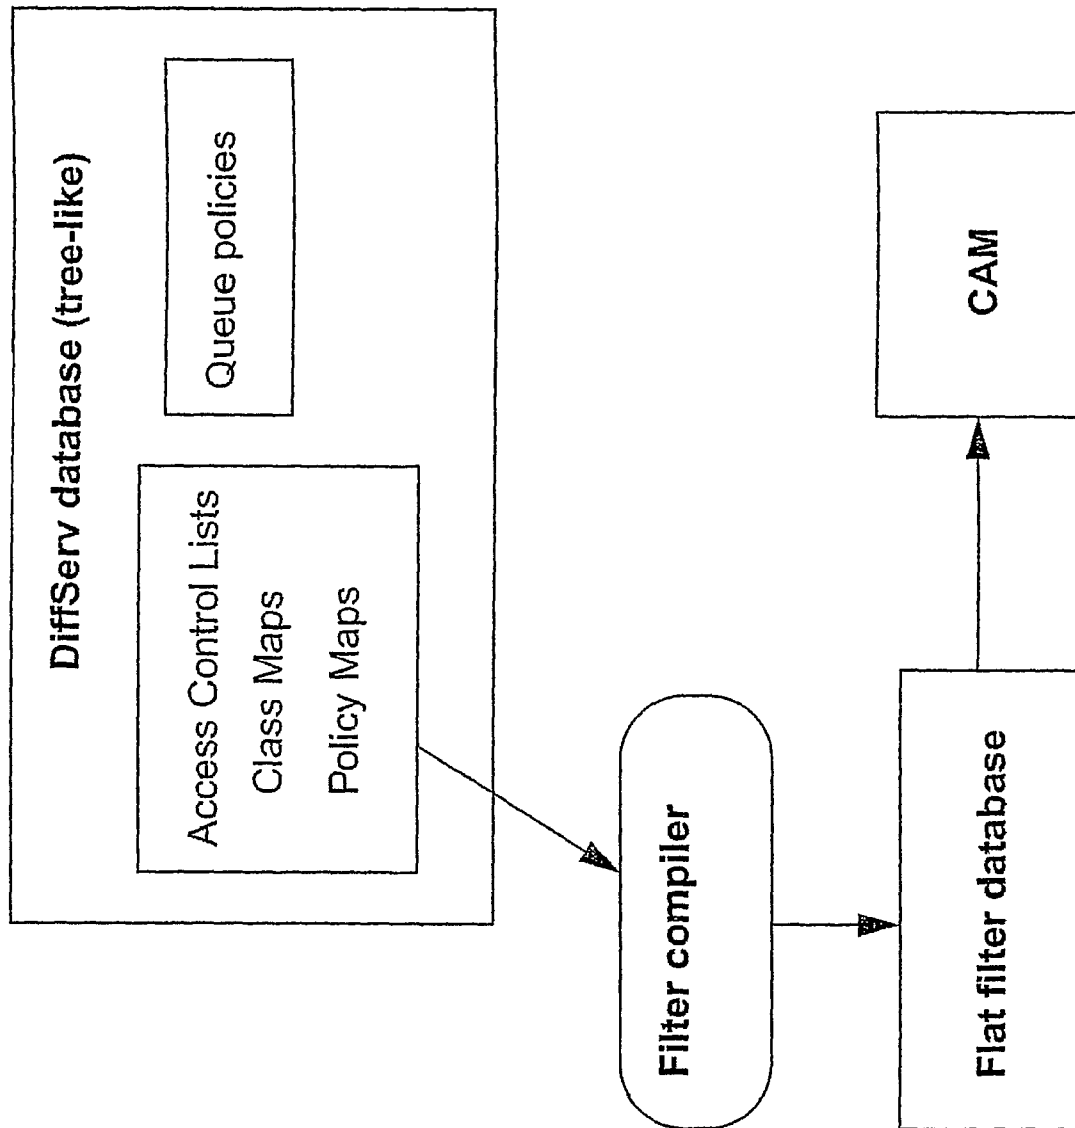 DiffServ database (tree-like)
Access Control Lists
Class Maps
Policy Maps
Queue policies
Filter compiler
Flat filter database
CAM